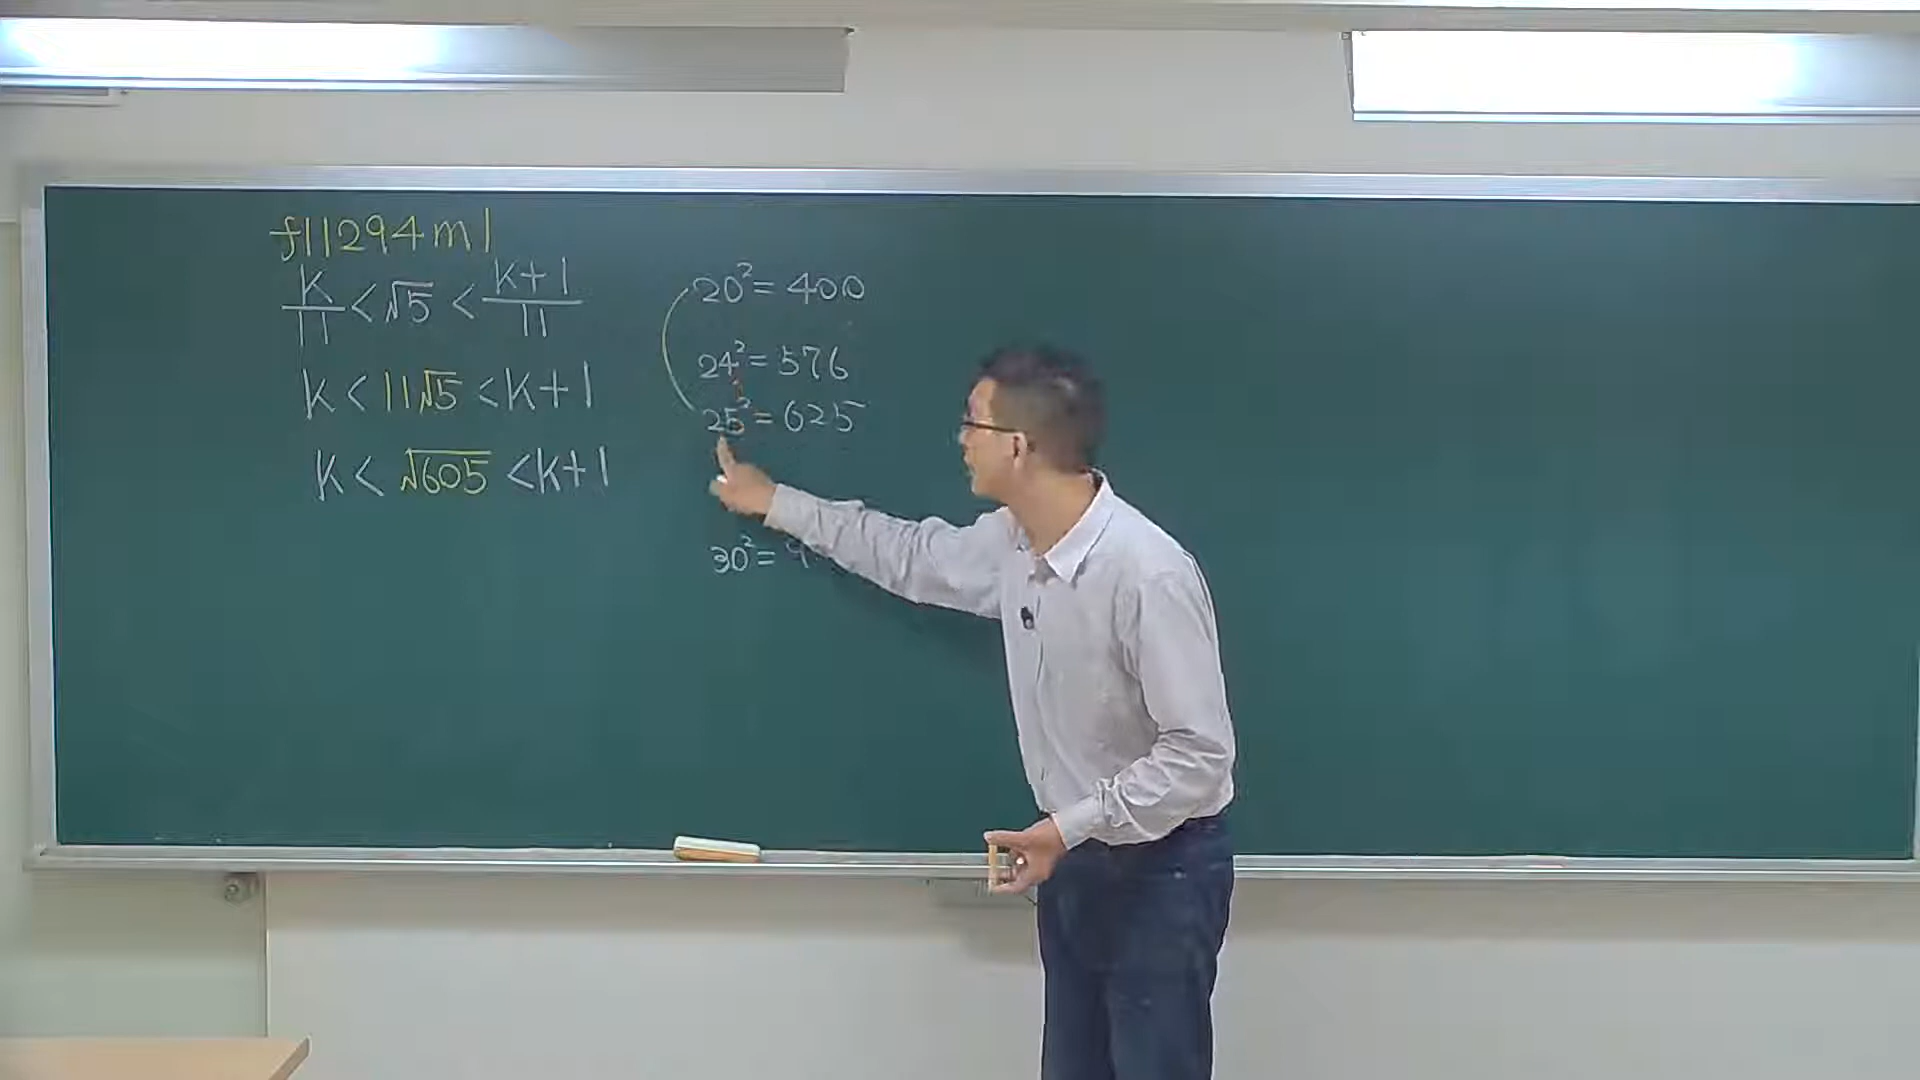 f11294m1
k/11 < √5 < k+1/11
k < 11√5 < k+1
k < √605 < k+1
20² = 400
24² = 576
25² = 625
30² = 9